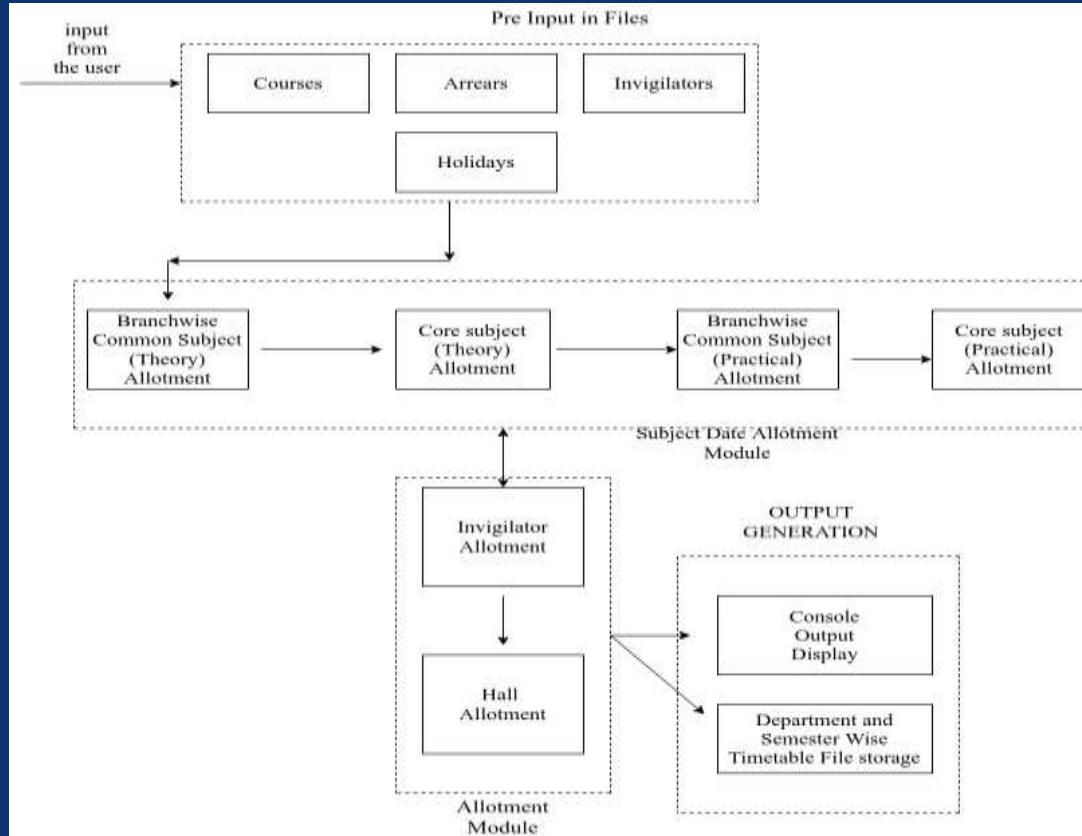 Pre Input in Files
input
from
the user
Courses
Arrears
Invigilators
Holidays
Branchwise
Common Subject
(Theory)
Allotment
Core subject
(Theory)
Allotment
Branchwise
Common Subject
(Practical)
Allotment
Core subject
(Practical)
Allotment
Subject Date Allotment
Module
Invigilator
Allotment
Hall
Allotment
Allotment
Module
OUTPUT
GENERATION
Console
Output
Display
Department and
Semester Wise
Timetable File storage